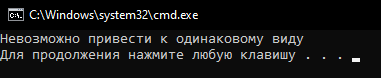 C:\Windows\system32\cmd.exe
Невозможно привести к одинаковому виду
Для продолжения нажмите любую клавишу . . .